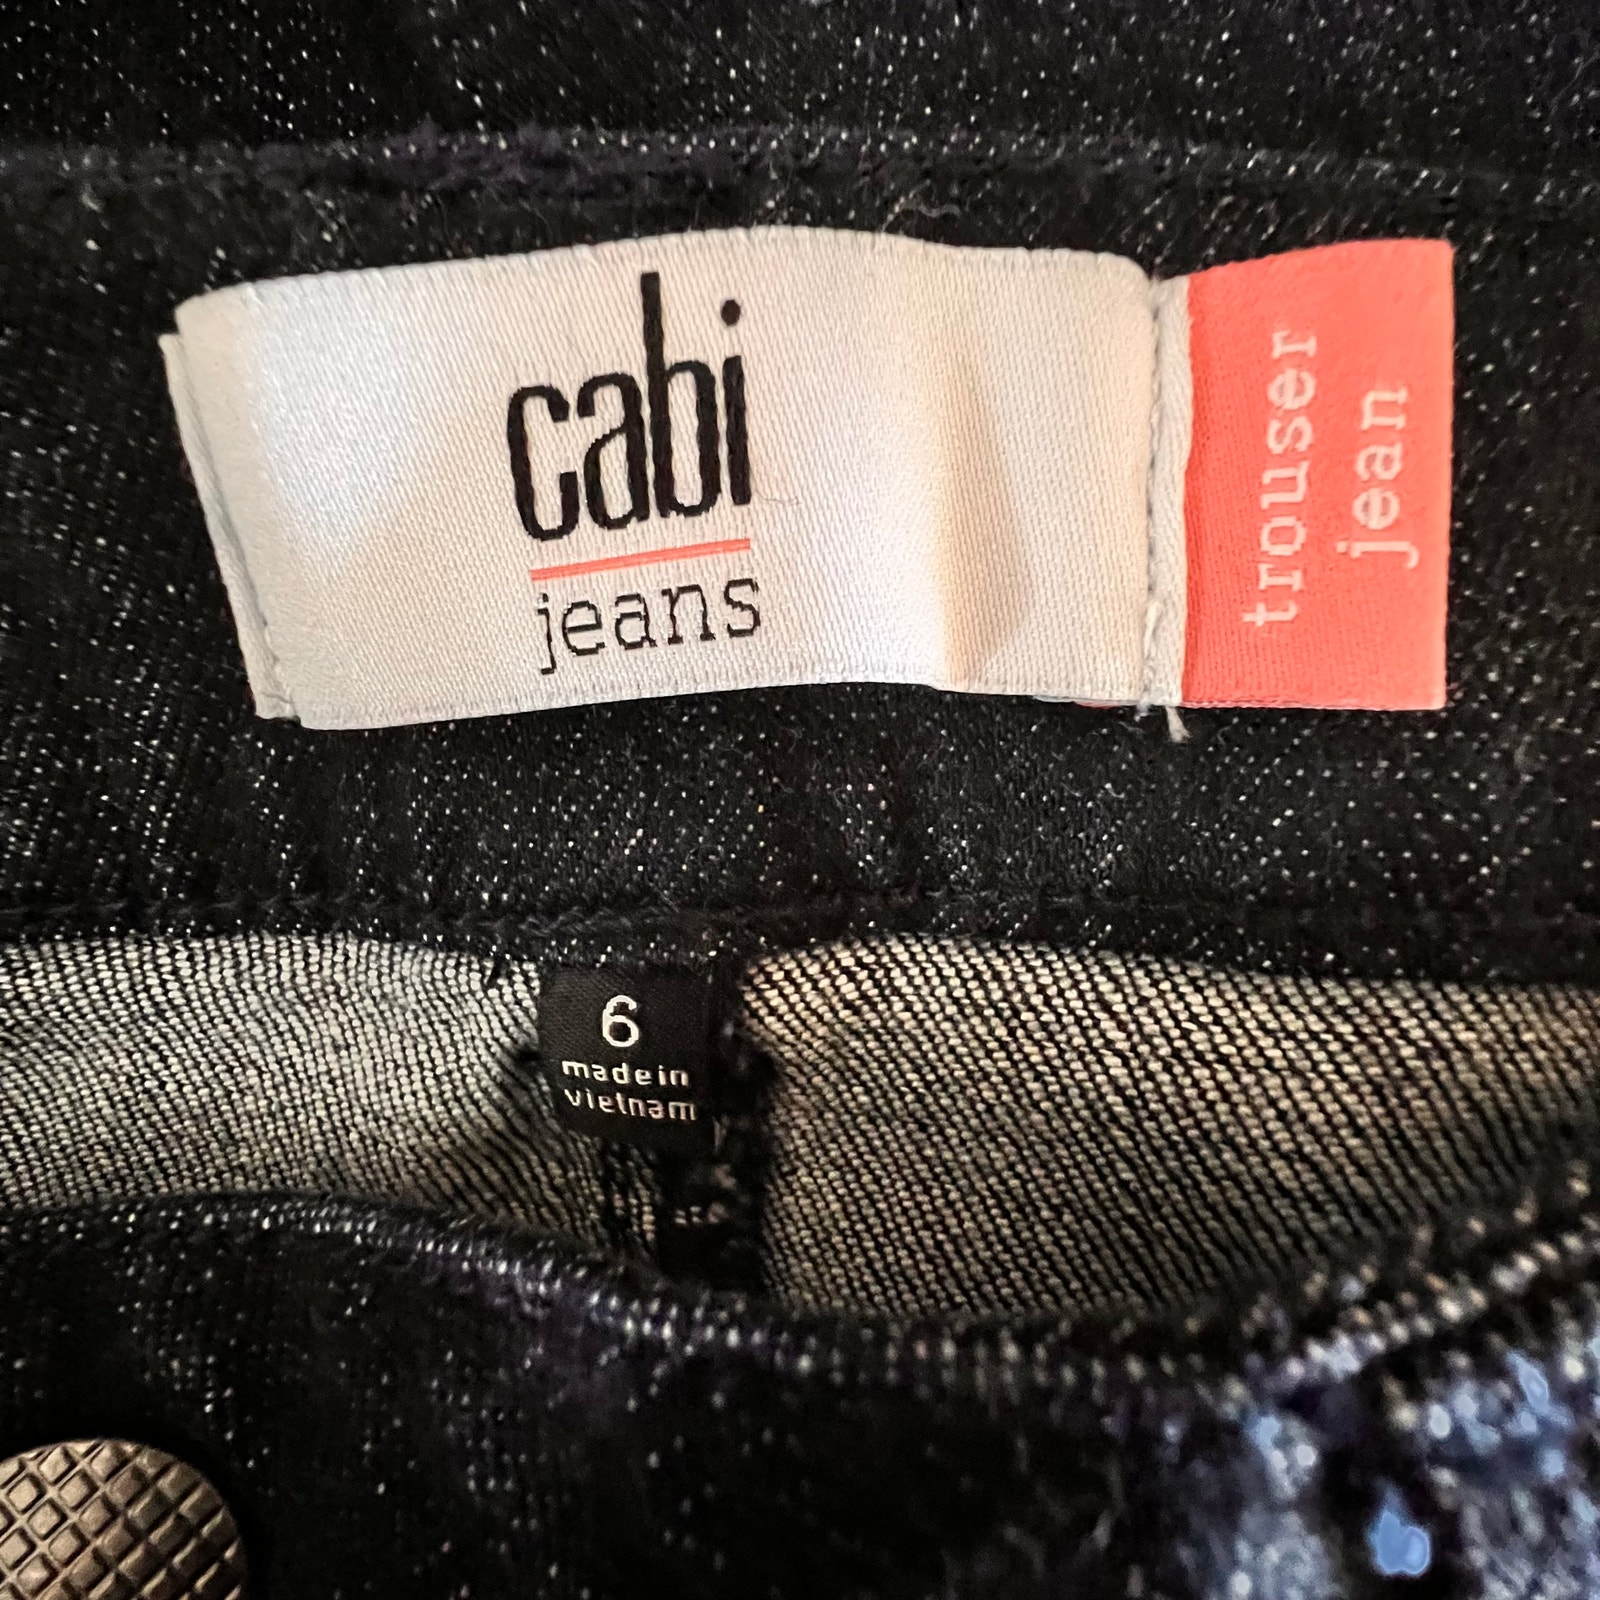 cabi
jeans
trouser
jean
6
made in
vietnam